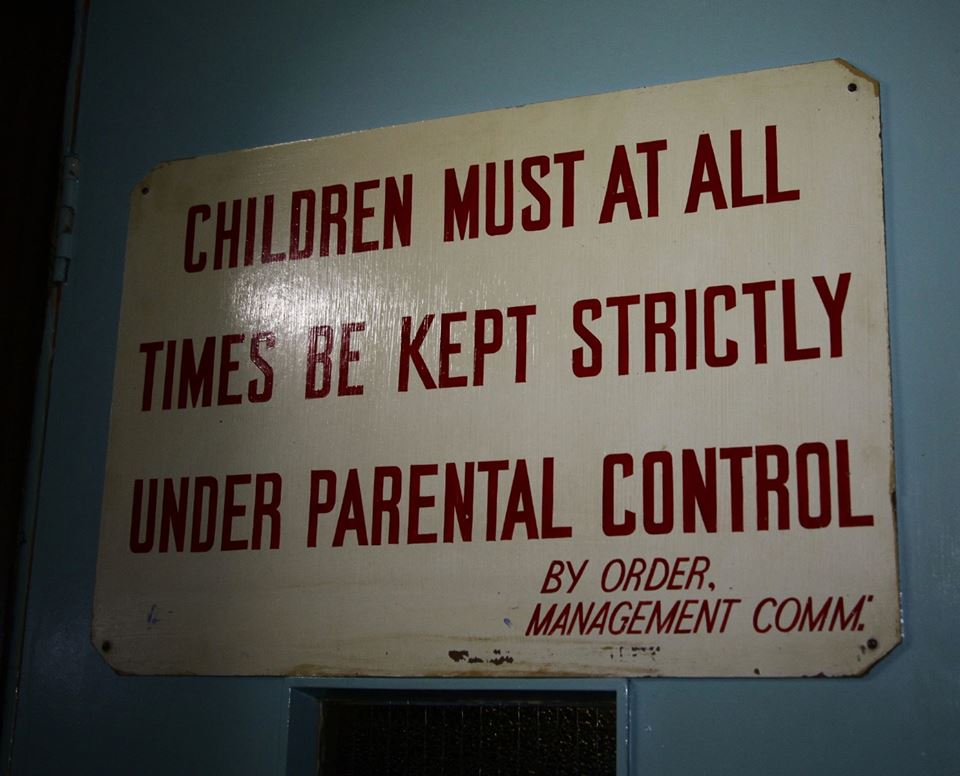 CHILDREN MUST AT ALL
TIMES BE KEPT STRICTLY
UNDER PARENTAL CONTROL
BY ORDER,
MANAGEMENT COMM: